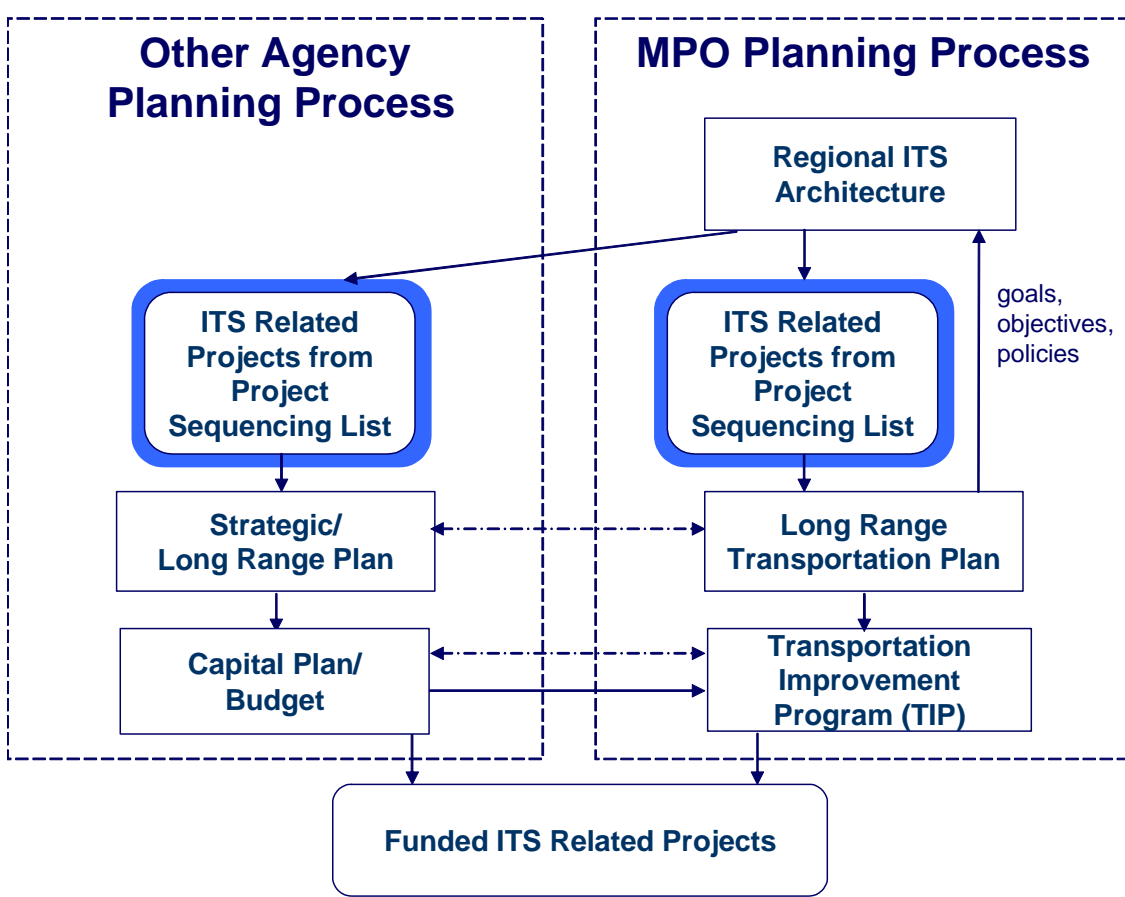 Other Agency
Planning Process
MPO Planning Process
Regional ITS
Architecture
goals,
objectives,
policies
ITS Related
Projects from
Project
Sequencing List
ITS Related
Projects from
Project
Sequencing List
Strategic/
Long Range Plan
Long Range
Transportation Plan
Capital Plan/
Budget
Transportation
Improvement
Program (TIP)
Funded ITS Related Projects